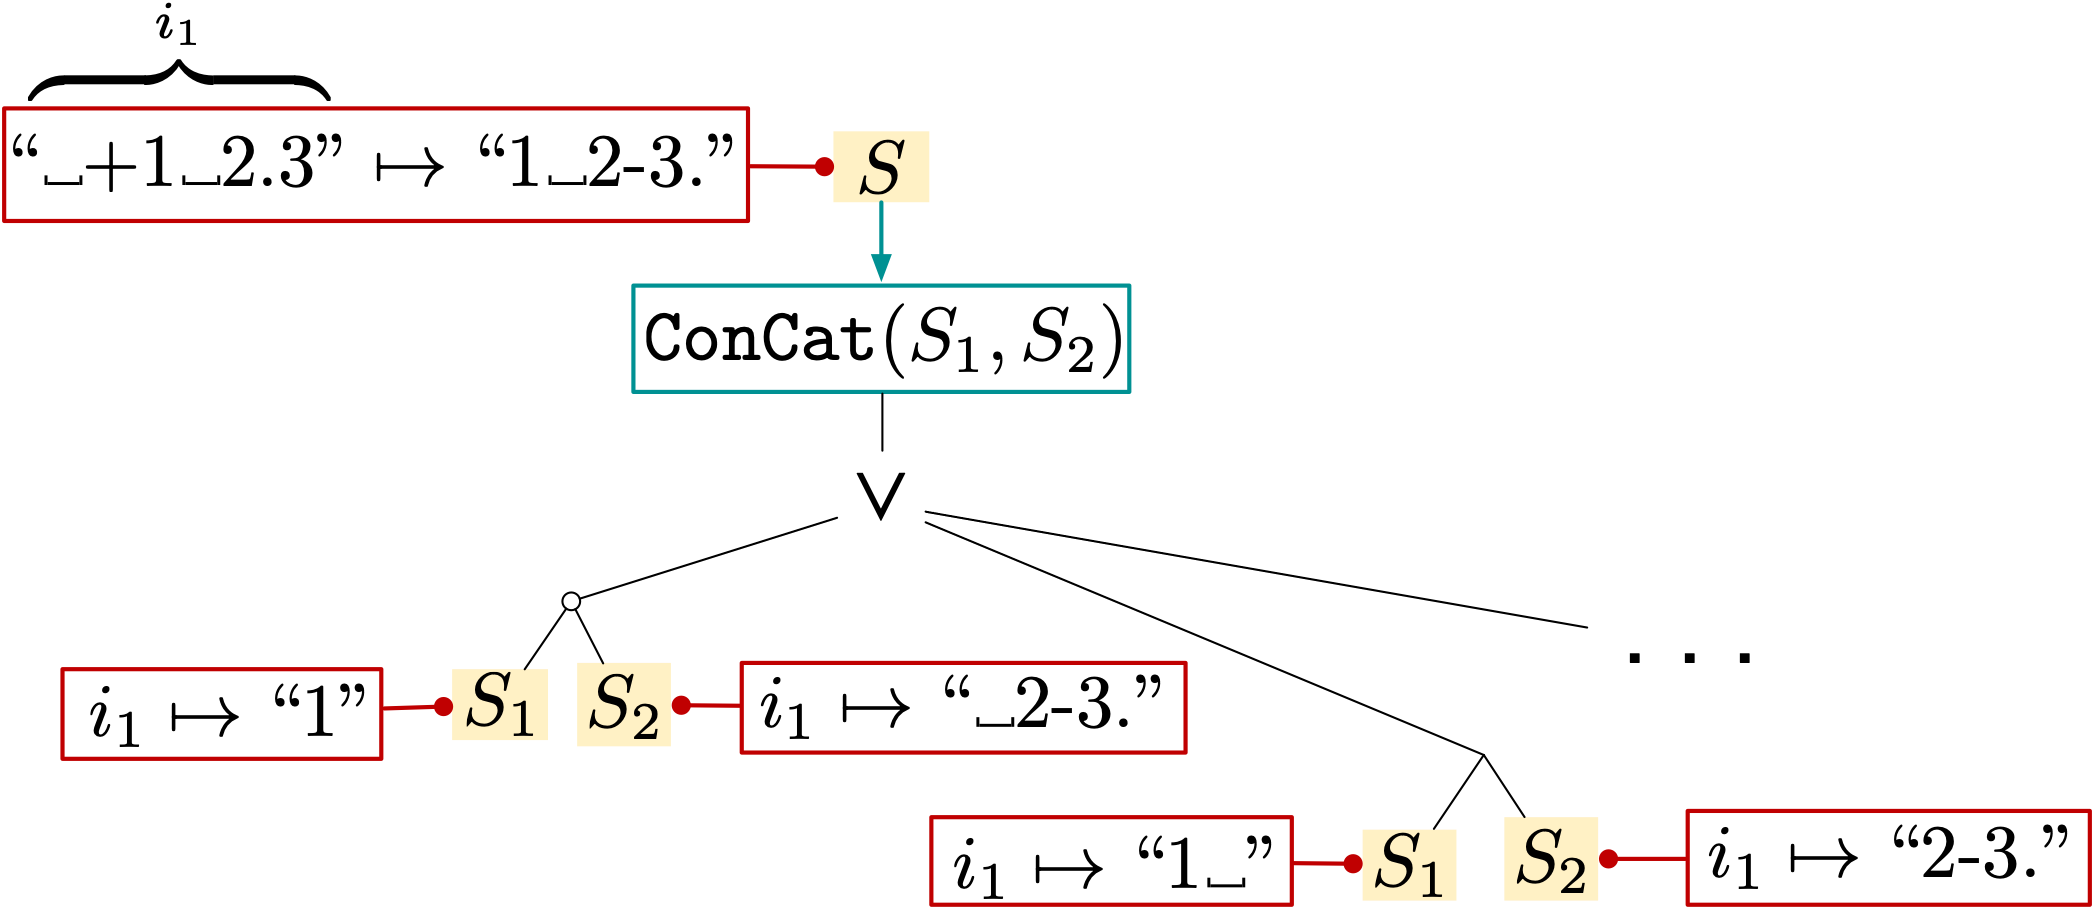 i₁
“␣+1␣2.3” ↦ “1␣2-3.” S
ConCat(S₁, S₂)
∨
. . .
i₁ ↦ “1” S₁ S₂ i₁ ↦ “␣2-3.”
i₁ ↦ “1␣” S₁ S₂ i₁ ↦ “2-3.”